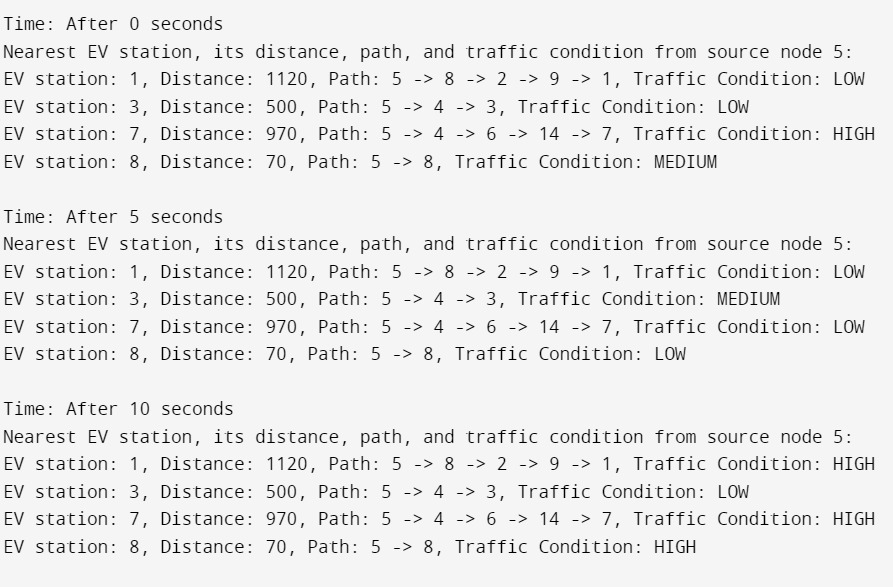 Time: After 0 seconds
Nearest EV station, its distance, path, and traffic condition from source node 5:
EV station: 1, Distance: 1120, Path: 5 -> 8 -> 2 -> 9 -> 1, Traffic Condition: LOW
EV station: 3, Distance: 500, Path: 5 -> 4 -> 3, Traffic Condition: LOW
EV station: 7, Distance: 970, Path: 5 -> 4 -> 6 -> 14 -> 7, Traffic Condition: HIGH
EV station: 8, Distance: 70, Path: 5 -> 8, Traffic Condition: MEDIUM
Time: After 5 seconds
Nearest EV station, its distance, path, and traffic condition from source node 5:
EV station: 1, Distance: 1120, Path: 5 -> 8 -> 2 -> 9 -> 1, Traffic Condition: LOW
EV station: 3, Distance: 500, Path: 5 -> 4 -> 3, Traffic Condition: MEDIUM
EV station: 7, Distance: 970, Path: 5 -> 4 -> 6 -> 14 -> 7, Traffic Condition: LOW
EV station: 8, Distance: 70, Path: 5 -> 8, Traffic Condition: LOW
Time: After 10 seconds
Nearest EV station, its distance, path, and traffic condition from source node 5:
EV station: 1, Distance: 1120, Path: 5 -> 8 -> 2 -> 9 -> 1, Traffic Condition: HIGH
EV station: 3, Distance: 500, Path: 5 -> 4 -> 3, Traffic Condition: LOW
EV station: 7, Distance: 970, Path: 5 -> 4 -> 6 -> 14 -> 7, Traffic Condition: HIGH
EV station: 8, Distance: 70, Path: 5 -> 8, Traffic Condition: HIGH